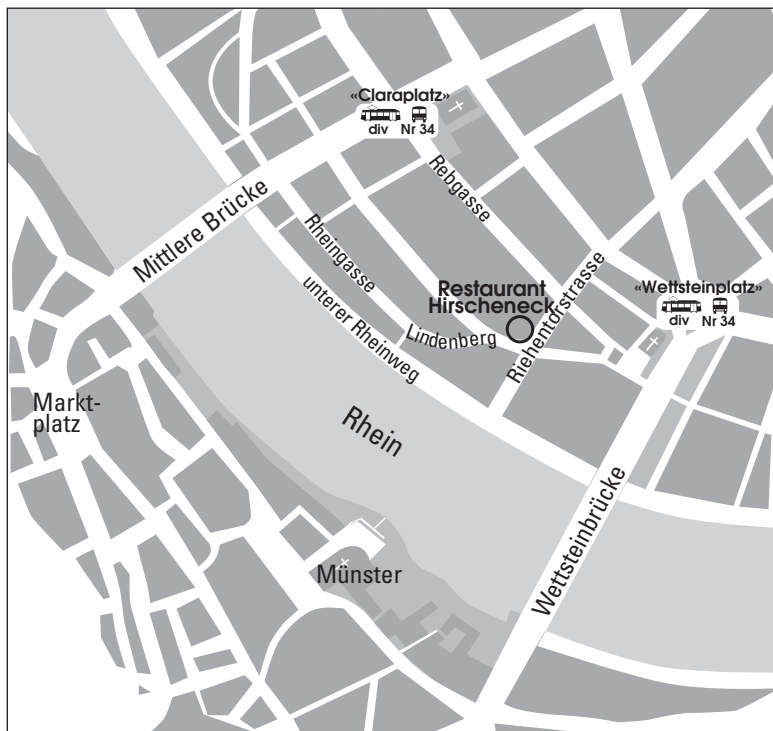 «Claraplatz»
div Nr 34
Rebgasse
Mittlere Brücke
Rheingasse
unterer Rheinweg
Restaurant
Hirscheneck
Lindenberg
Riehentorstrasse
«Wettsteinplatz»
div Nr 34
Markt-
platz
Rhein
Münster
Wettsteinbrücke